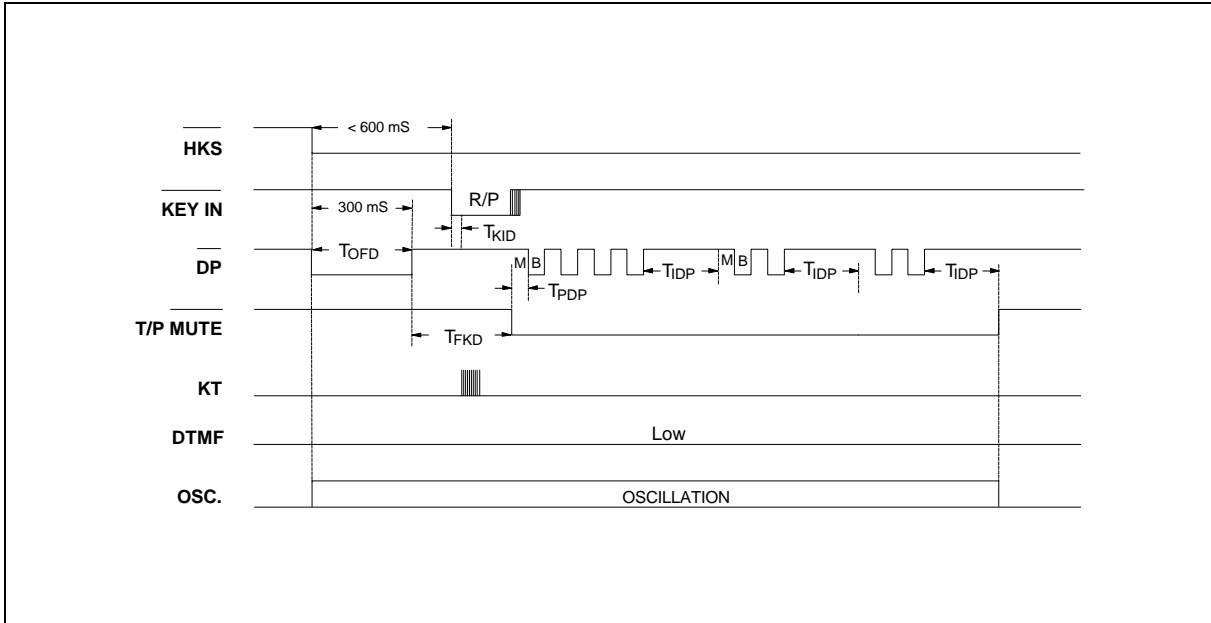 < 600 mS
HKS
R/P
KEY IN
300 mS
TKID
TOFD
DP
M B
TIDP
M B
TIDP
TIDP
TPDP
T/P MUTE
TFKD
KT
DTMF
Low
OSC.
OSCILLATION